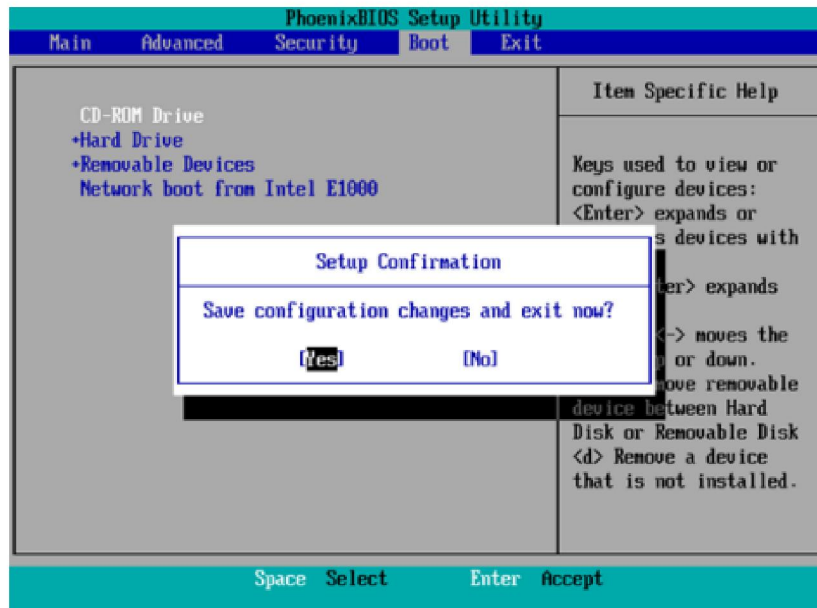 PhoenixBIOS Setup Utility
Main Advanced Security Boot Exit
CD-ROM Drive
+Hard Drive
+Removable Devices
Network boot from Intel E1000
Item Specific Help
Keys used to view or
configure devices:
<Enter> expands or
s devices with
ter> expands
<-> moves the
or down.
move removable
device between Hard
Disk or Removable Disk
<d> Remove a device
that is not installed.
Setup Confirmation
Save configuration changes and exit now?
[Yes] [No]
Space Select Enter Accept